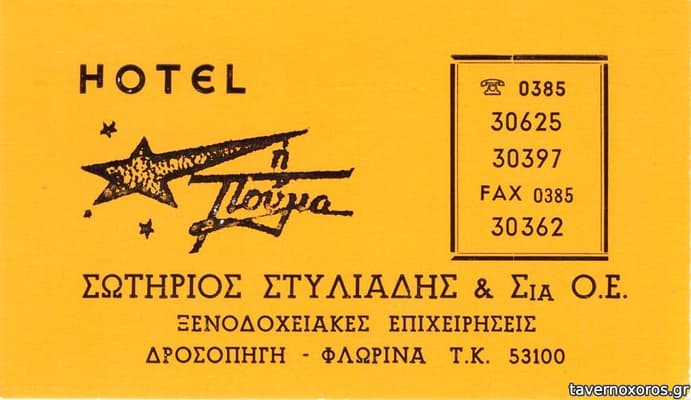 HOTEL
η Πούμα
☏ 0385
30625
30397
FAX 0385
30362
ΣΩΤΗΡΙΟΣ ΣΤΥΛΙΑΔΗΣ & ΣΙΑ Ο.Ε.
ΞΕΝΟΔΟΧΕΙΑΚΕΣ ΕΠΙΧΕΙΡΗΣΕΙΣ
ΔΡΟΣΟΠΗΓΗ - ΦΛΩΡΙΝΑ Τ.Κ. 53100
tavernoxoros.gr